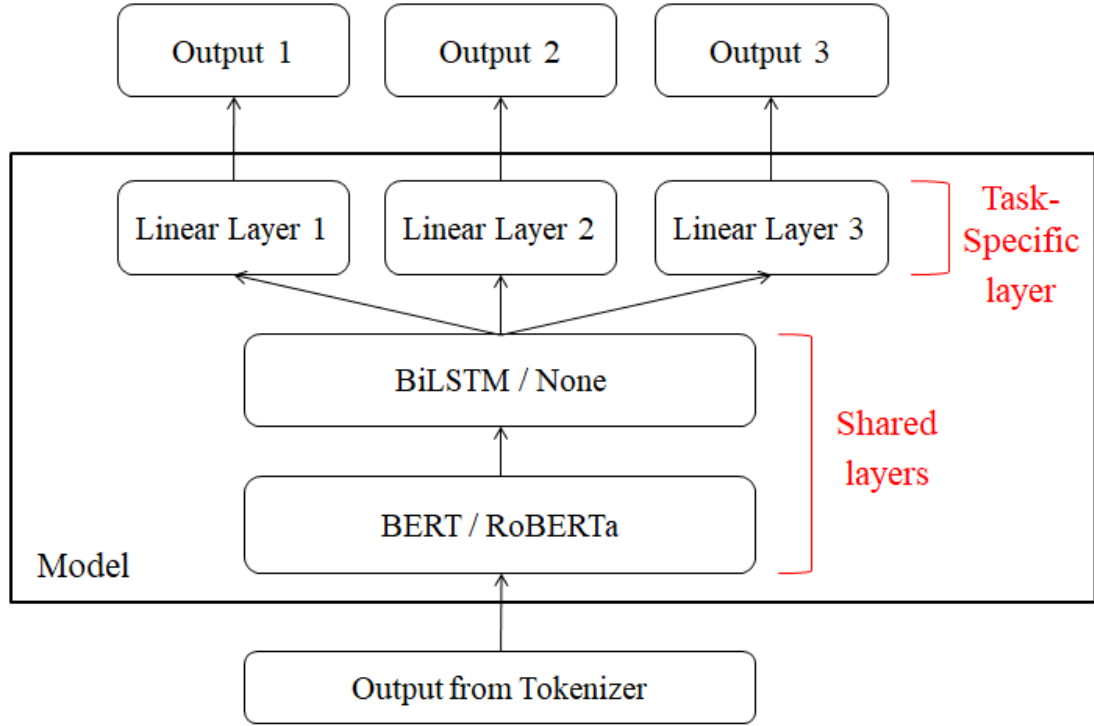 Output 1
Output 2
Output 3
Linear Layer 1
Linear Layer 2
Linear Layer 3
Task-
Specific
layer
BiLSTM / None
Shared
layers
BERT / RoBERTa
Model
Output from Tokenizer